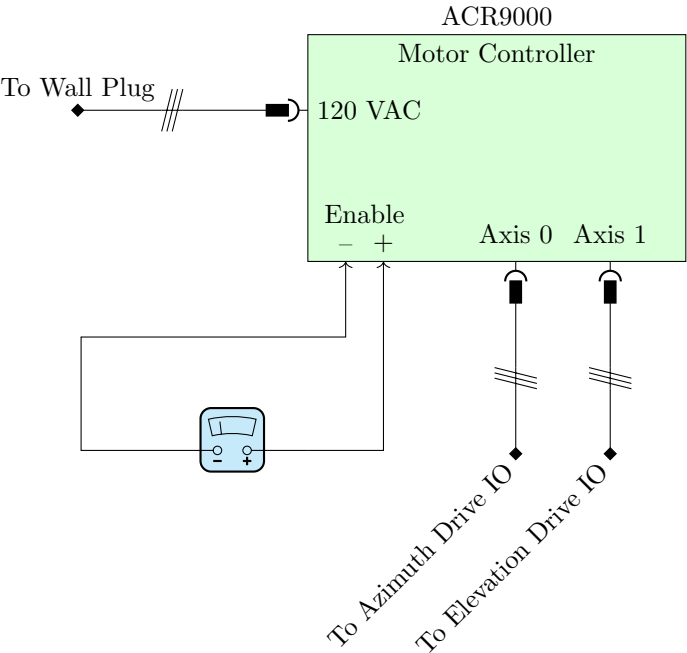 ACR9000
Motor Controller
To Wall Plug
120 VAC
Enable
– +
Axis 0 Axis 1
– +
To Azimuth Drive IO
To Elevation Drive IO